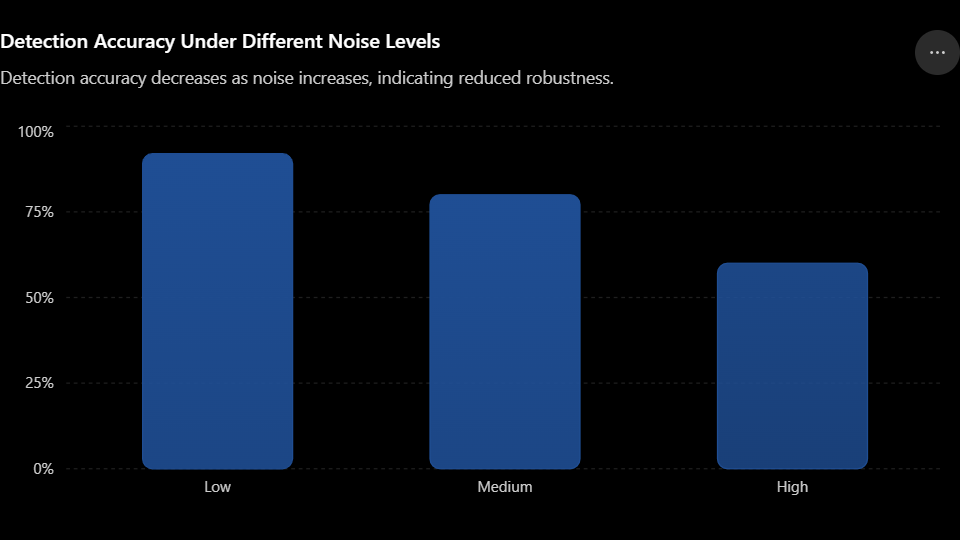 Detection Accuracy Under Different Noise Levels
Detection accuracy decreases as noise increases, indicating reduced robustness.
100%
75%
50%
25%
0%
Low
Medium
High